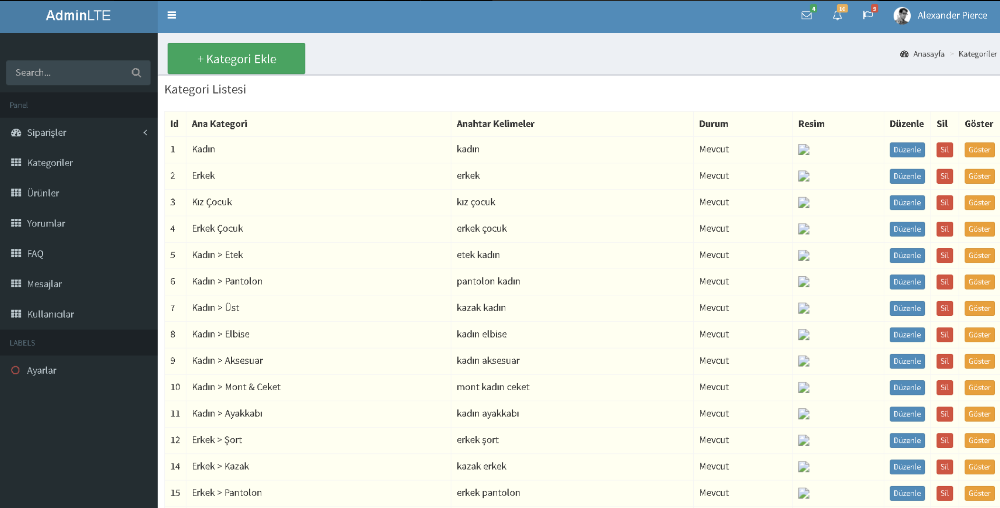 AdminLTE
4
10
9
Alexander Pierce
+ Kategori Ekle
Anasayfa > Kategoriler
Search...
Panel
Siparişler
Kategoriler
Ürünler
Yorumlar
FAQ
Mesajlar
Kullanıcılar
LABELS
Ayarlar
Kategori Listesi
Id Ana Kategori Anahtar Kelimeler Durum Resim Düzenle Sil Göster
1 Kadın kadın Mevcut Düzenle Sil Göster
2 Erkek erkek Mevcut Düzenle Sil Göster
3 Kız Çocuk kız çocuk Mevcut Düzenle Sil Göster
4 Erkek Çocuk erkek çocuk Mevcut Düzenle Sil Göster
5 Kadın > Etek etek kadın Mevcut Düzenle Sil Göster
6 Kadın > Pantolon pantolon kadın Mevcut Düzenle Sil Göster
7 Kadın > Üst kazak kadın Mevcut Düzenle Sil Göster
8 Kadın > Elbise kadın elbise Mevcut Düzenle Sil Göster
9 Kadın > Aksesuar kadın aksesuar Mevcut Düzenle Sil Göster
10 Kadın > Mont & Ceket mont kadın ceket Mevcut Düzenle Sil Göster
11 Kadın > Ayakkabı kadın ayakkabı Mevcut Düzenle Sil Göster
12 Erkek > Şort erkek şort Mevcut Düzenle Sil Göster
14 Erkek > Kazak kazak erkek Mevcut Düzenle Sil Göster
15 Erkek > Pantolon erkek pantolon Mevcut Düzenle Sil Göster